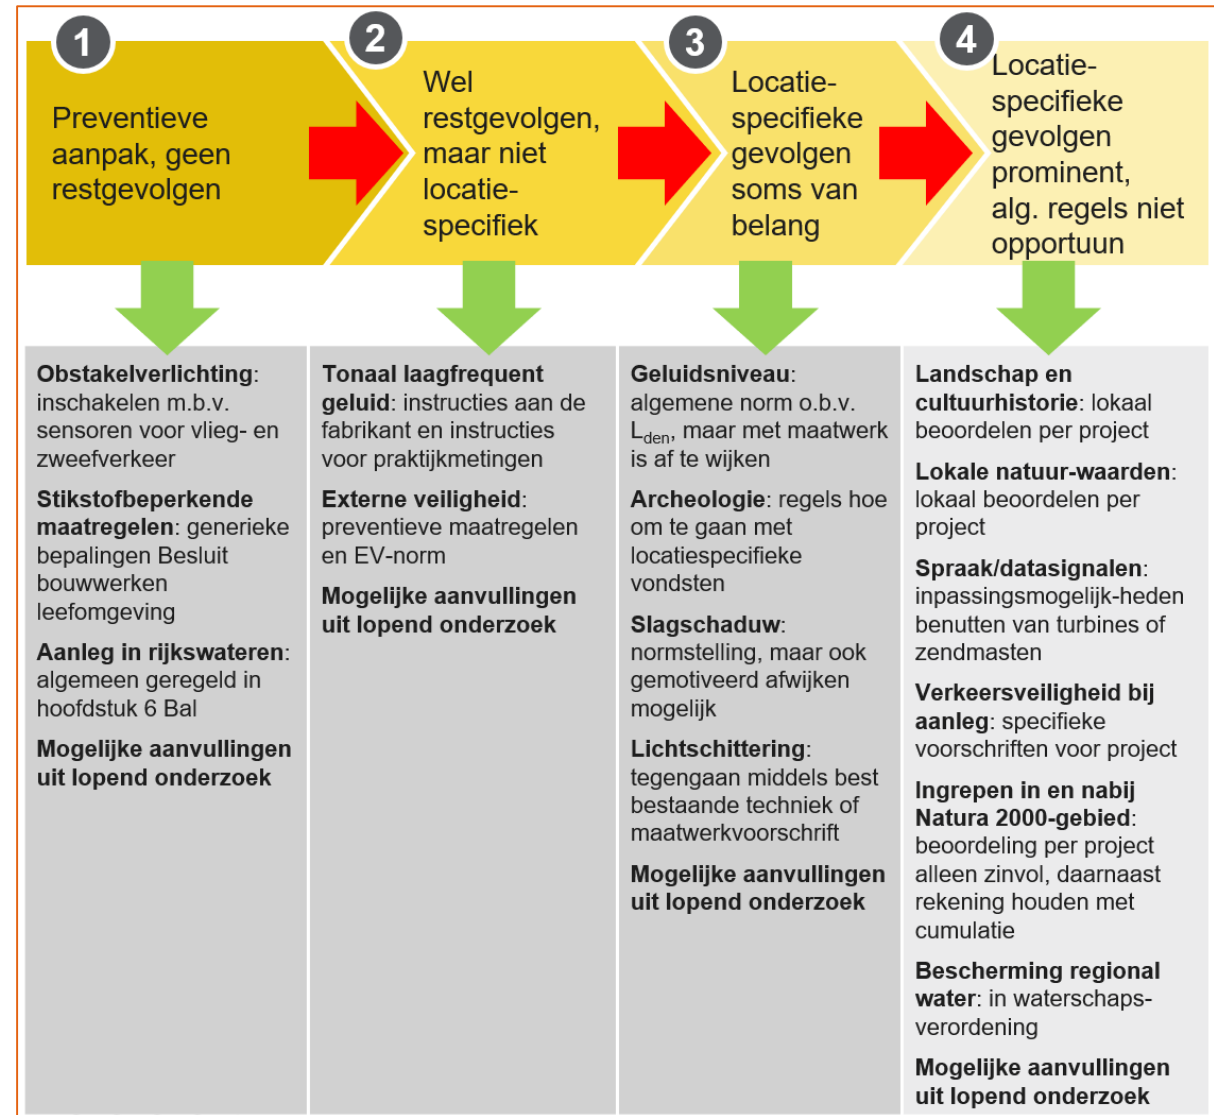 1
Preventieve
aanpak, geen
restgevolgen
2
Wel
restgevolgen,
maar niet
locatie-
specifiek
3
Locatie-
specifieke
gevolgen
soms van
belang
4
Locatie-
specifieke
gevolgen
prominent,
alg. regels niet
opportuun
Obstakelverlichting:
inschakelen m.b.v.
sensoren voor vlieg- en
zweefverkeer
Stikstofbeperkende
maatregelen: generieke
bepalingen Besluit
bouwwerken
leefomgeving
Aanleg in rijkswateren:
algemeen geregeld in
hoofdstuk 6 Bal
Mogelijke aanvullingen
uit lopend onderzoek
Tonaal laagfrequent
geluid: instructies aan de
fabrikant en instructies
voor praktijkmetingen
Externe veiligheid:
preventieve maatregelen
en EV-norm
Mogelijke aanvullingen
uit lopend onderzoek
Geluidsniveau:
algemene norm o.b.v.
Lden, maar met maatwerk
is af te wijken
Archeologie: regels hoe
om te gaan met
locatiespecifieke
vondsten
Slagschaduw:
normstelling, maar ook
gemotiveerd afwijken
mogelijk
Lichtschittering:
tegengaan middels best
bestaande techniek of
maatwerkvoorschrift
Mogelijke aanvullingen
uit lopend onderzoek
Landschap en
cultuurhistorie: lokaal
beoordelen per project
Lokale natuur-waarden:
lokaal beoordelen per
project
Spraak/datasignalen:
inpassingsmogelijk-heden
benutten van turbines of
zendmasten
Verkeersveiligheid bij
aanleg: specifieke
voorschriften voor project
Ingrepen in en nabij
Natura 2000-gebied:
beoordeling per project
alleen zinvol, daarnaast
rekening houden met
cumulatie
Bescherming regional
water: in waterschaps-
verordening
Mogelijke aanvullingen
uit lopend onderzoek